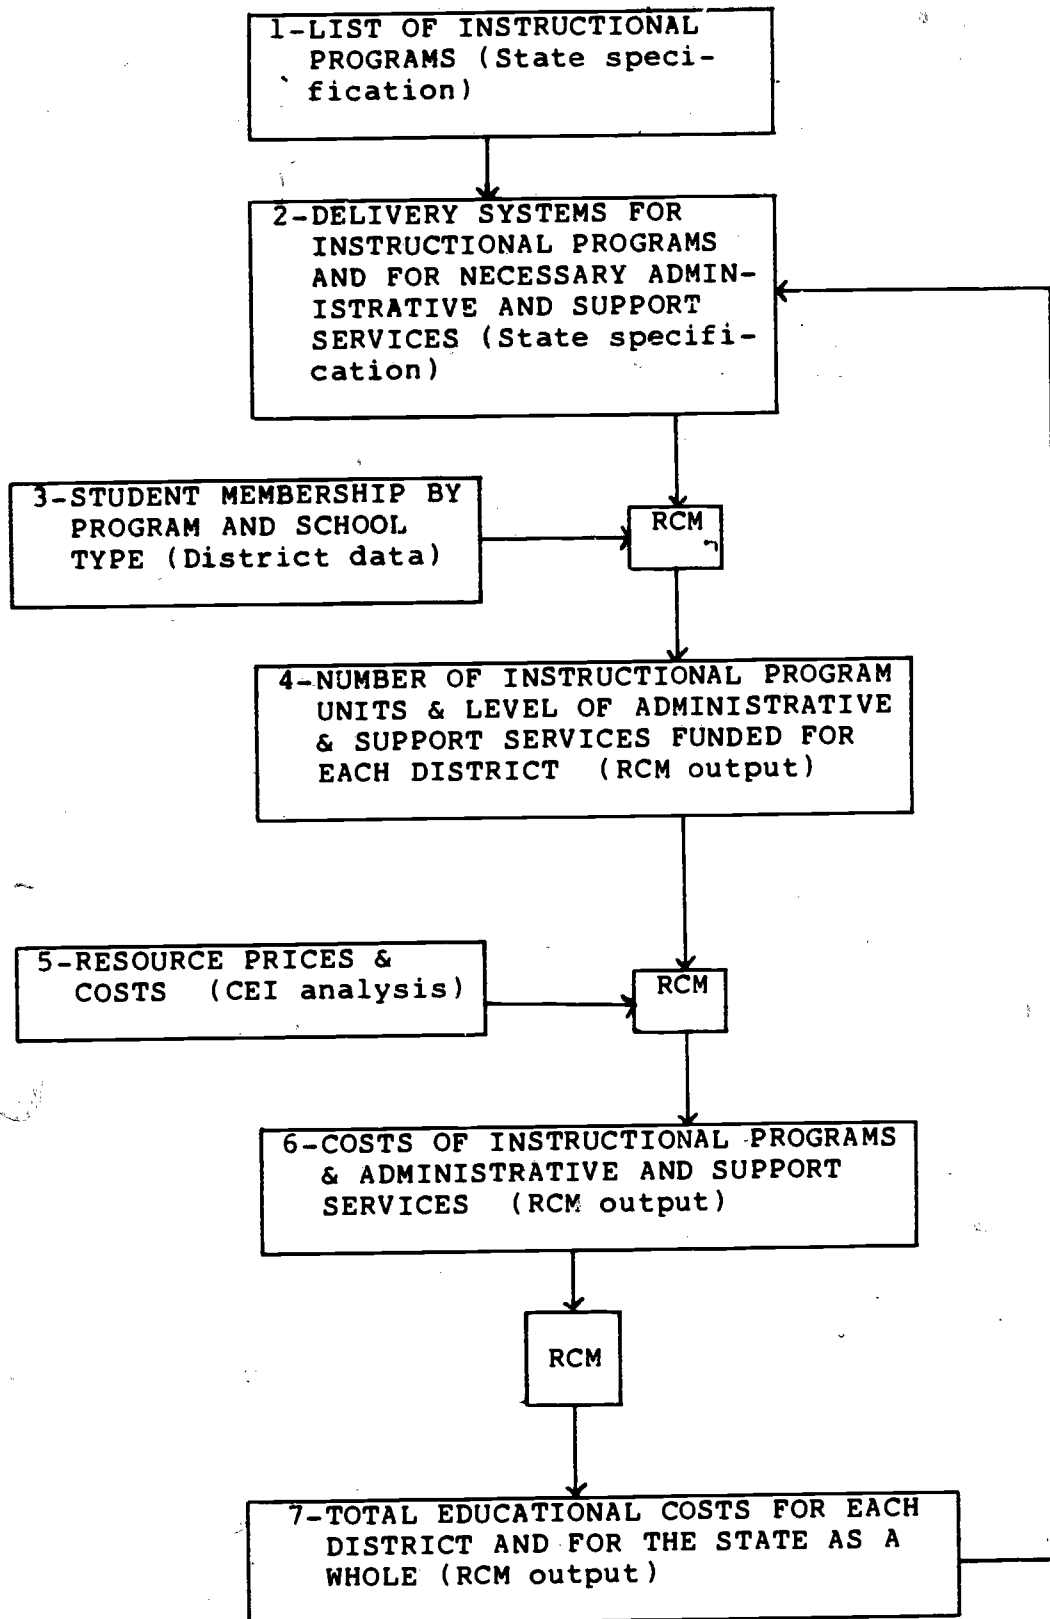 1-LIST OF INSTRUCTIONAL
PROGRAMS (State speci-
fication)
2-DELIVERY SYSTEMS FOR
INSTRUCTIONAL PROGRAMS
AND FOR NECESSARY ADMIN-
ISTRATIVE AND SUPPORT
SERVICES (State specifi-
cation)
3-STUDENT MEMBERSHIP BY
PROGRAM AND SCHOOL
TYPE (District data)
RCM
4-NUMBER OF INSTRUCTIONAL PROGRAM
UNITS & LEVEL OF ADMINISTRATIVE
& SUPPORT SERVICES FUNDED FOR
EACH DISTRICT (RCM output)
5-RESOURCE PRICES &
COSTS (CEI analysis)
RCM
6-COSTS OF INSTRUCTIONAL PROGRAMS
& ADMINISTRATIVE AND SUPPORT
SERVICES (RCM output)
RCM
7-TOTAL EDUCATIONAL COSTS FOR EACH
DISTRICT AND FOR THE STATE AS A
WHOLE (RCM output)